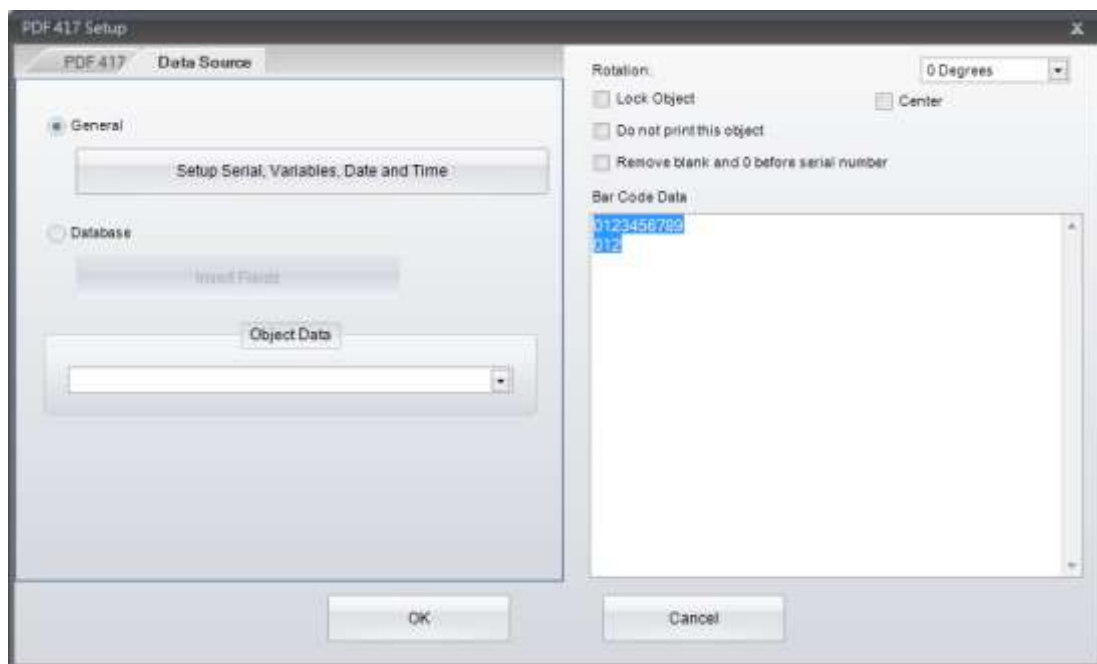 PDF 417 Setup
x
PDF 417
Data Source
General
Setup Serial, Variables, Date and Time
Database
Insert Fields
Object Data
Rotation:
0 Degrees
Lock Object
Center
Do not print this object
Remove blank and 0 before serial number
Bar Code Data
0123456789
012
OK
Cancel